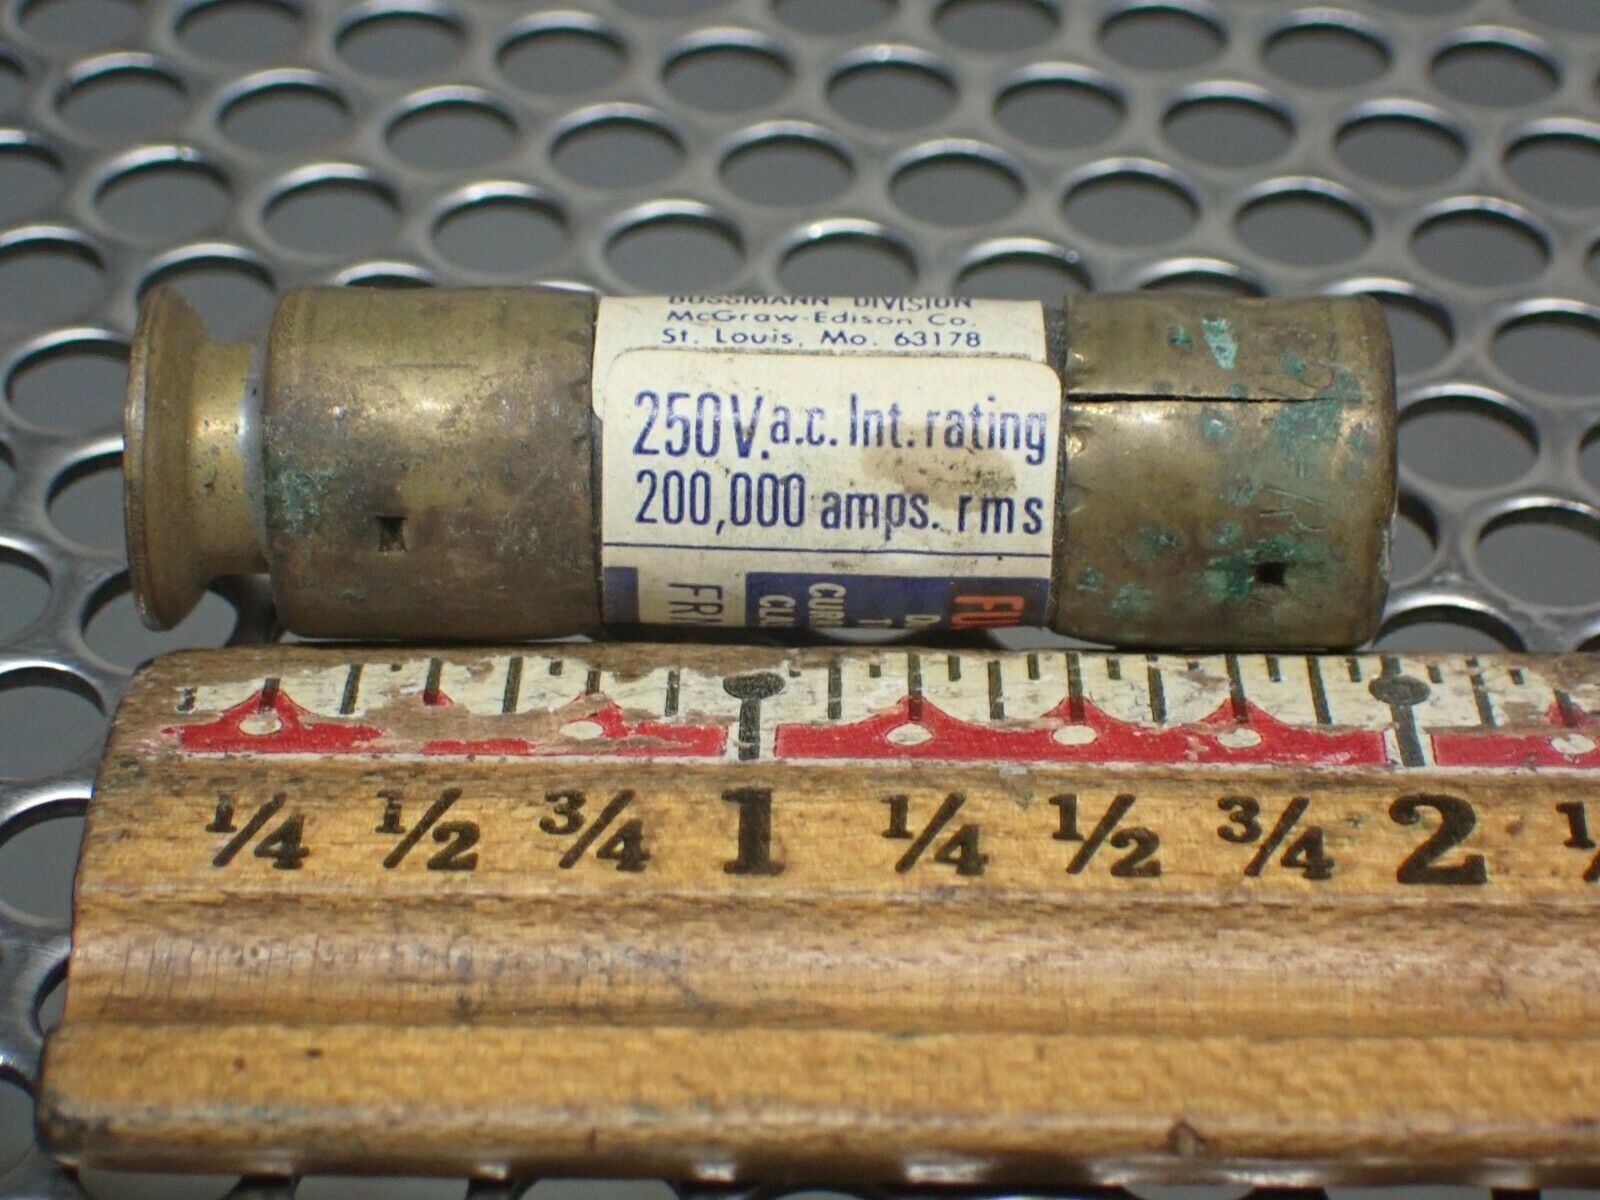 BUSSMANN DIVISION
McGraw-Edison Co.
St. Louis, Mo. 63178
250V. a.c. Int. rating
200,000 amps. rms
FRN
1/4 1/2 3/4 1 1/4 1/2 3/4 2